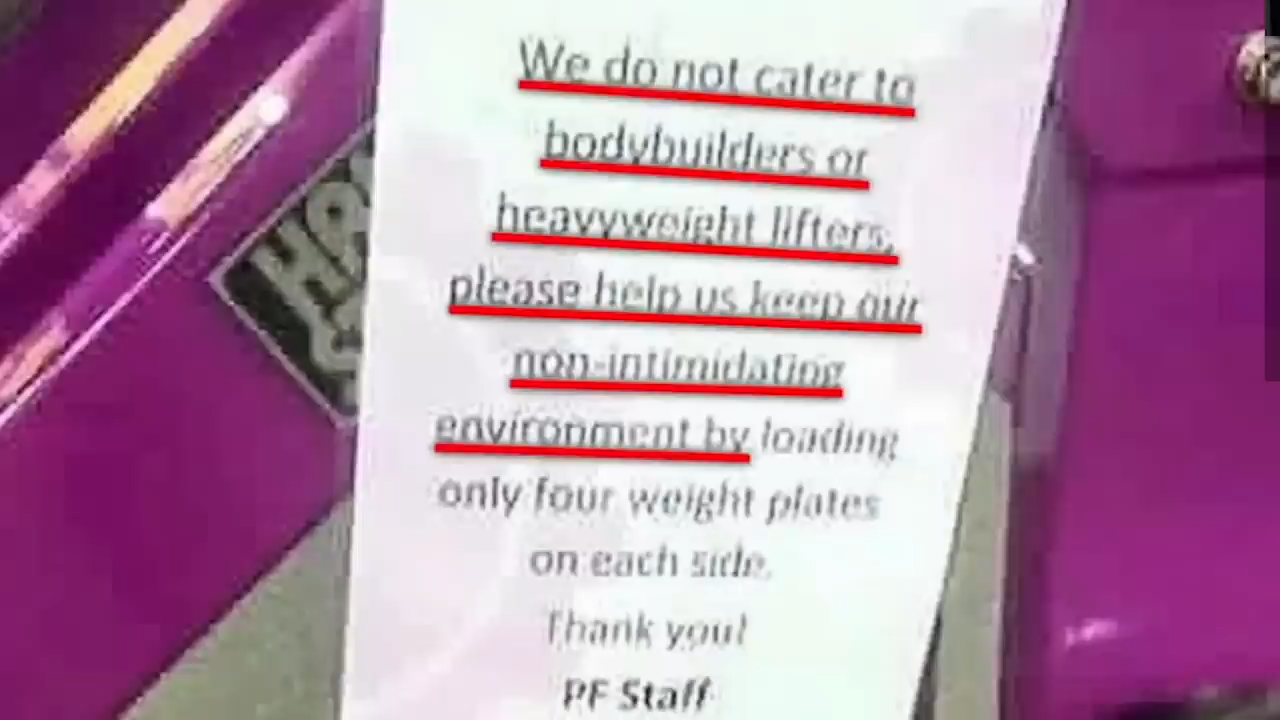 We do not cater to
bodybuilders or
heavyweight lifters,
please help us keep our
non-intimidating
environment by loading
only four weight plates
on each side.
Thank you!
PF Staff